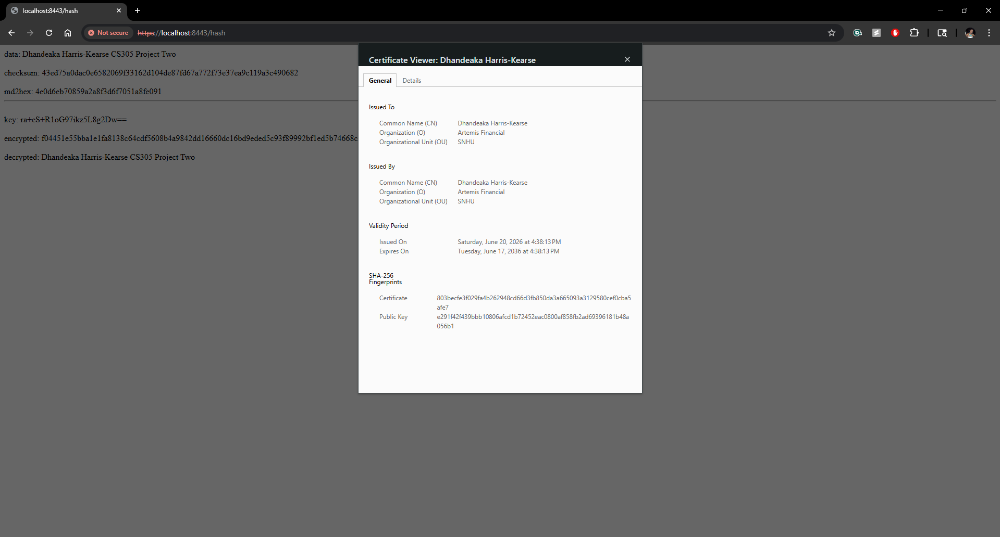 localhost:8443/hash
Not secure https://localhost:8443/hash
data: Dhandeaka Harris-Kearse CS305 Project Two
checksum: 43ed75a0dac0e6582069f33162d104de87fd67a772f73e37ea9c119a3c490682
md2hex: 4e0d6eb70859a2a8f3d6f7051a8fe091
key: ra+eS+R1oG97ikz5L8g2Dw==
encrypted: f04451e55bba1e1fa8138c64cdf5608b4a9842dd16660dc16bd9eded5c93f89992bf1ed5b74668c
decrypted: Dhandeaka Harris-Kearse CS305 Project Two
Certificate Viewer: Dhandeaka Harris-Kearse
General Details
Issued To
Common Name (CN) Dhandeaka Harris-Kearse
Organization (O) Artemis Financial
Organizational Unit (OU) SNHU
Issued By
Common Name (CN) Dhandeaka Harris-Kearse
Organization (O) Artemis Financial
Organizational Unit (OU) SNHU
Validity Period
Issued On Saturday, June 20, 2026 at 4:38:13 PM
Expires On Tuesday, June 17, 2036 at 4:38:13 PM
SHA-256
Fingerprints
Certificate 803becfe3f029fa4b262948cd66d3fb850da3a665093a3129580cef0cba5
afe7
Public Key e291f42f439bbb10806afcd1b72452eac0800af858fb2ad69396181b48a
056b1